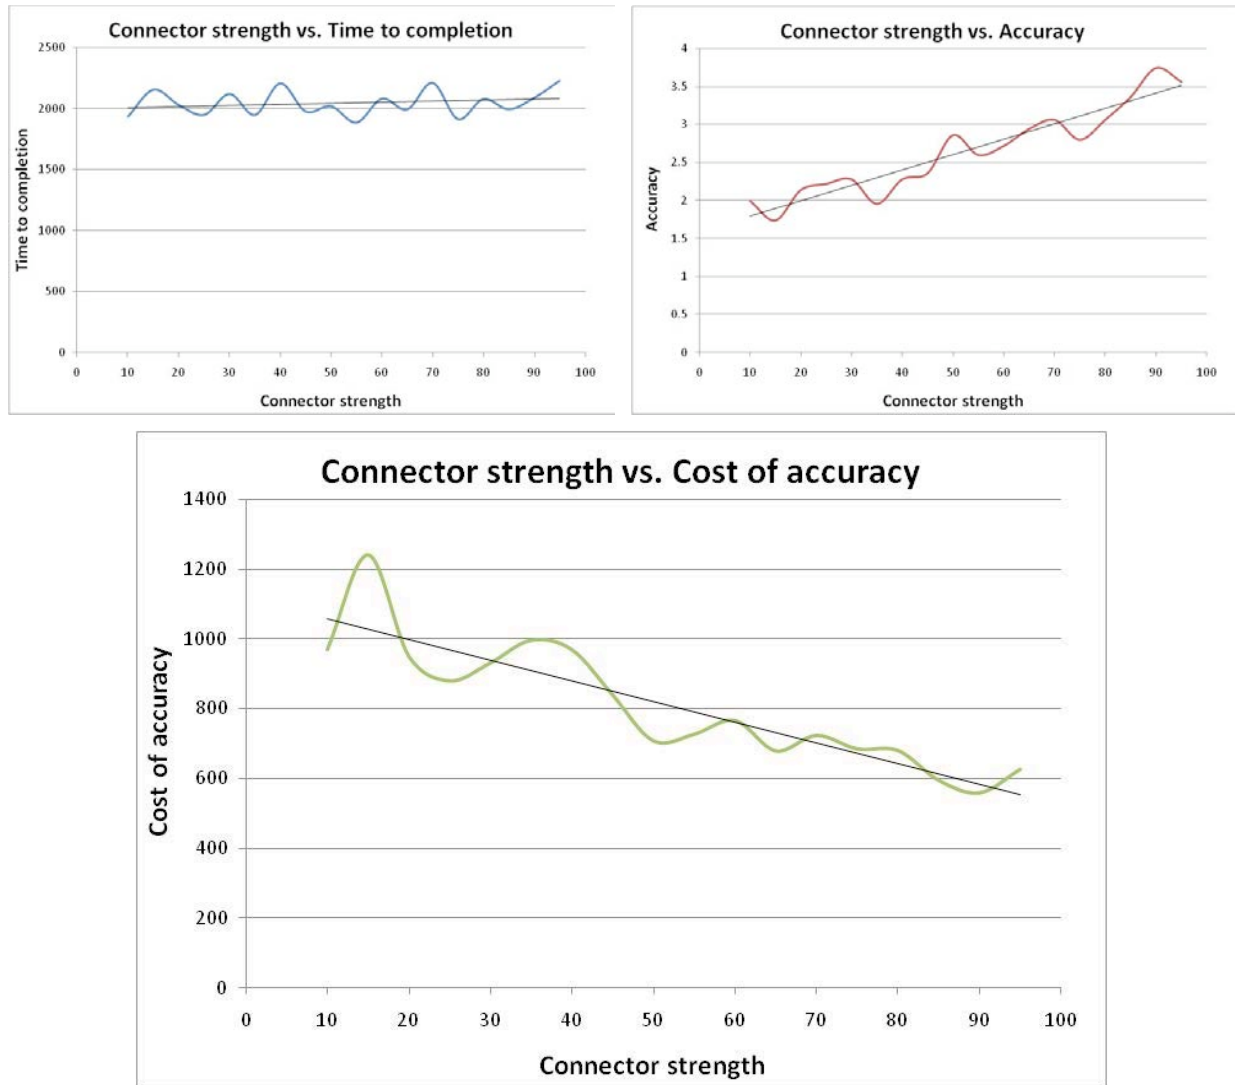 Connector strength vs. Time to completion
2500
2000
1500
1000
500
0
Time to completion
0 10 20 30 40 50 60 70 80 90 100
Connector strength
Connector strength vs. Accuracy
4
3.5
3
2.5
2
1.5
1
0.5
0
Accuracy
0 10 20 30 40 50 60 70 80 90 100
Connector strength
Connector strength vs. Cost of accuracy
1400
1200
1000
800
600
400
200
0
Cost of accuracy
0 10 20 30 40 50 60 70 80 90 100
Connector strength